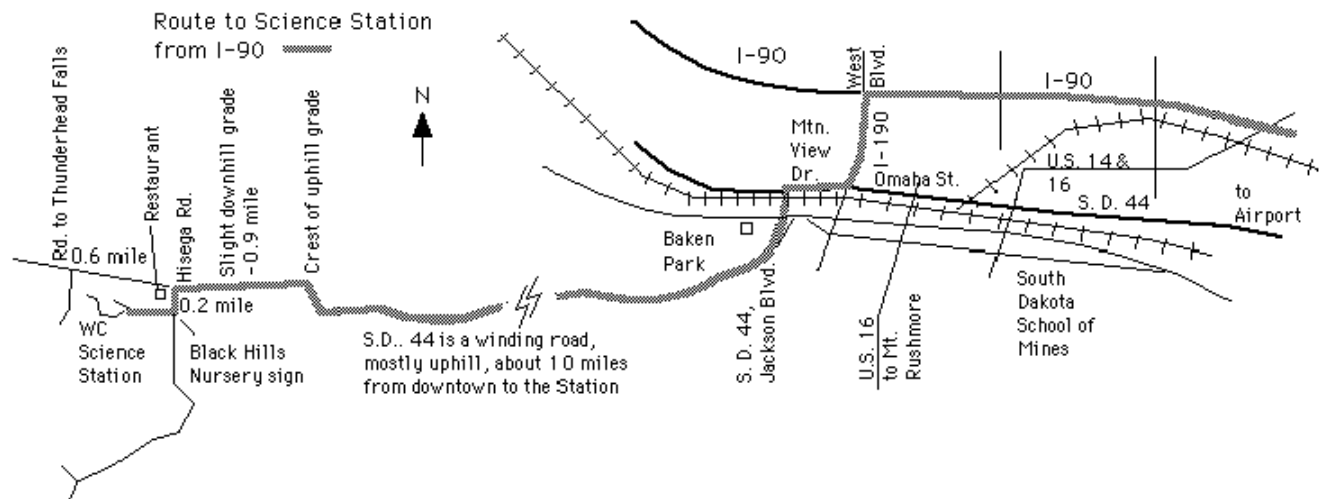 Route to Science Station
from I-90
N
I-90
West
Blvd.
I-90
I-190
Mtn.
View
Dr.
Omaha St.
U.S. 14 &
16
S. D. 44
to
Airport
Baken
Park
S. D. 44,
Jackson Blvd.
U.S. 16
to Mt.
Rushmore
South
Dakota
School of
Mines
Rd. to Thunderhead Falls
Restaurant
Hisega Rd.
Slight downhill grade
~0.9 mile
Crest of uphill grade
0.6 mile
0.2 mile
WC
Science
Station
Black Hills
Nursery sign
S.D.. 44 is a winding road,
mostly uphill, about 10 miles
from downtown to the Station